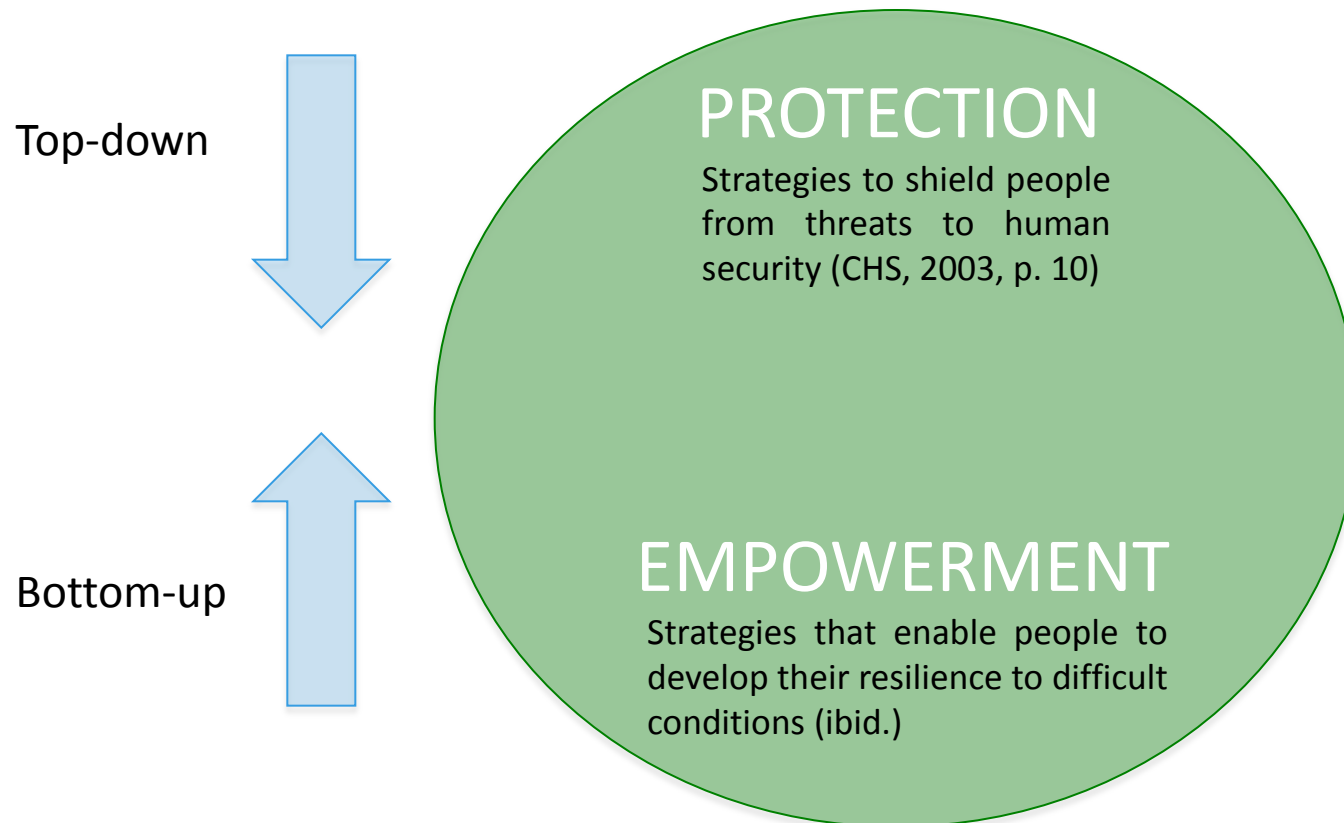 Top-down
PROTECTION
Strategies to shield people
from threats to human
security (CHS, 2003, p. 10)
Bottom-up
EMPOWERMENT
Strategies that enable people to
develop their resilience to difficult
conditions (ibid.)